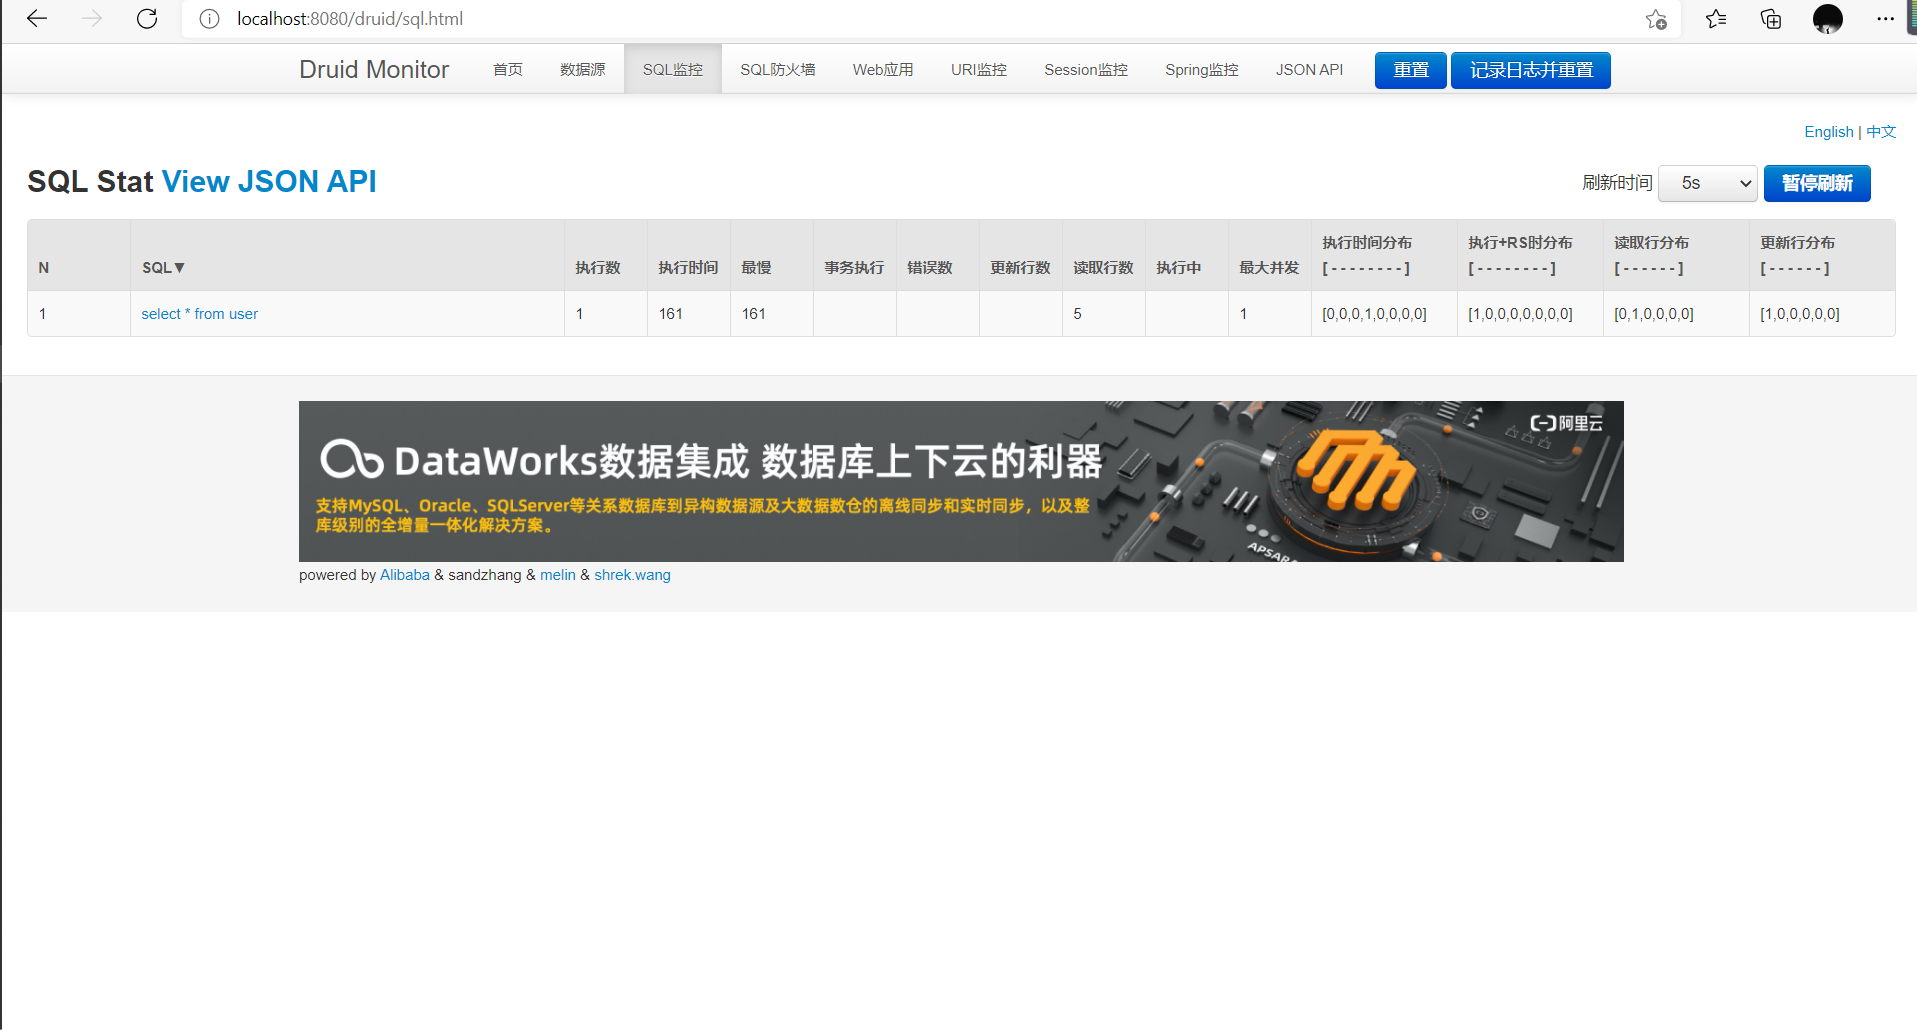 localhost:8080/druid/sql.html
Druid Monitor 首页 数据源 SQL监控 SQL防火墙 Web应用 URI监控 Session监控 Spring监控 JSON API 重置 记录日志并重置
English | 中文
SQL Stat View JSON API 刷新时间 5s 暂停刷新
N SQL▼ 执行数 执行时间 最慢 事务执行 错误数 更新行数 读取行数 执行中 最大并发 执行时间分布 [ - - - - - - - - ] 执行+RS时分布 [ - - - - - - - - ] 读取行分布 [ - - - - - - ] 更新行分布 [ - - - - - - ]
1 select * from user 1 161 161 5 1 [0,0,0,1,0,0,0,0] [1,0,0,0,0,0,0,0] [0,1,0,0,0,0] [1,0,0,0,0,0]
阿里云
DataWorks数据集成 数据库上下云的利器
支持MySQL、Oracle、SQLServer等关系数据库到异构数据源及大数据数仓的离线同步和实时同步，以及整
库级别的全增量一体化解决方案。
APSARA
powered by Alibaba & sandzhang & melin & shrek.wang